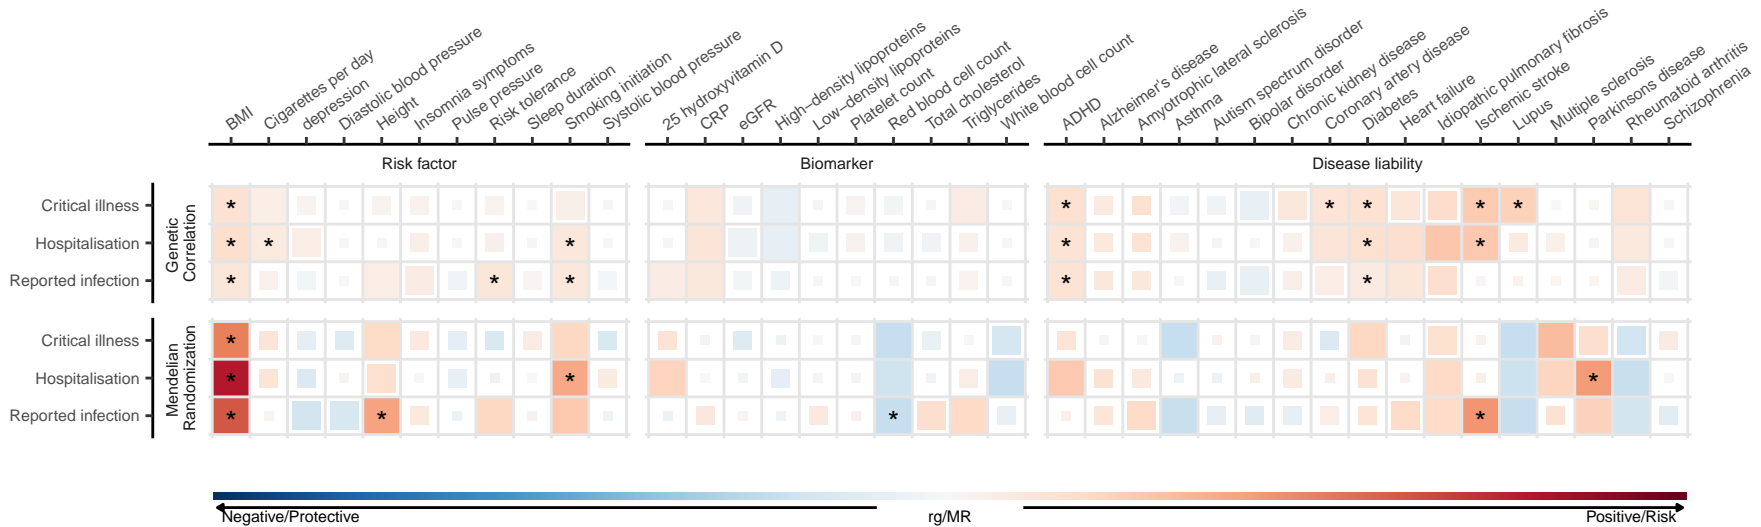 BMI
Cigarettes per day
depression
Diastolic blood pressure
Height
Insomnia symptoms
Pulse pressure
Risk tolerance
Sleep duration
Smoking initiation
Systolic blood pressure
25 hydroxyvitamin D
CRP
eGFR
High−density lipoproteins
Low−density lipoproteins
Platelet count
Red blood cell count
Total cholesterol
Triglycerides
White blood cell count
ADHD
Alzheimer's disease
Amyotrophic lateral sclerosis
Asthma
Autism spectrum disorder
Bipolar disorder
Chronic kidney disease
Coronary artery disease
Diabetes
Heart failure
Idiopathic pulmonary fibrosis
Ischemic stroke
Lupus
Multiple sclerosis
Parkinsons disease
Rheumatoid arthritis
Schizophrenia
Risk factor
Biomarker
Disease liability
Genetic
Correlation
Critical illness
* * * * * *
Hospitalisation
* * * * * *
Reported infection
* * * * *
Mendelian
Randomization
Critical illness
*
Hospitalisation
* * *
Reported infection
* * * *
Negative/Protective
rg/MR
Positive/Risk